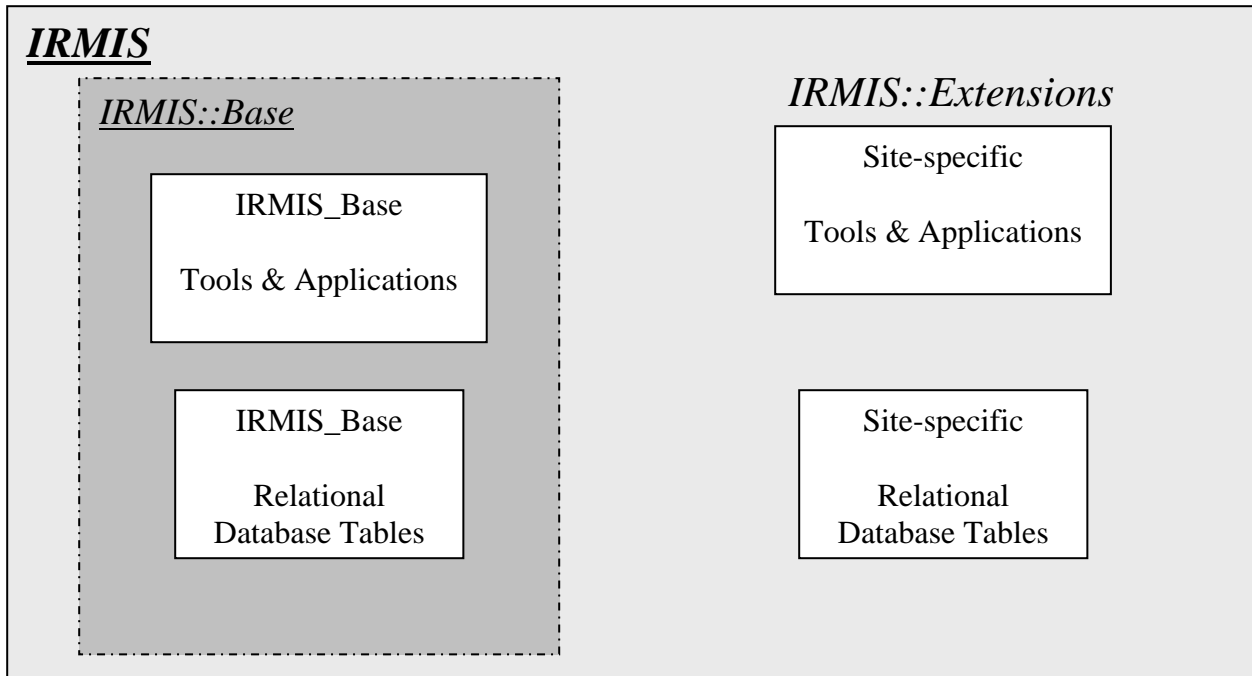 IRMIS
IRMIS::Base
IRMIS_Base
Tools & Applications
IRMIS_Base
Relational
Database Tables
IRMIS::Extensions
Site-specific
Tools & Applications
Site-specific
Relational
Database Tables